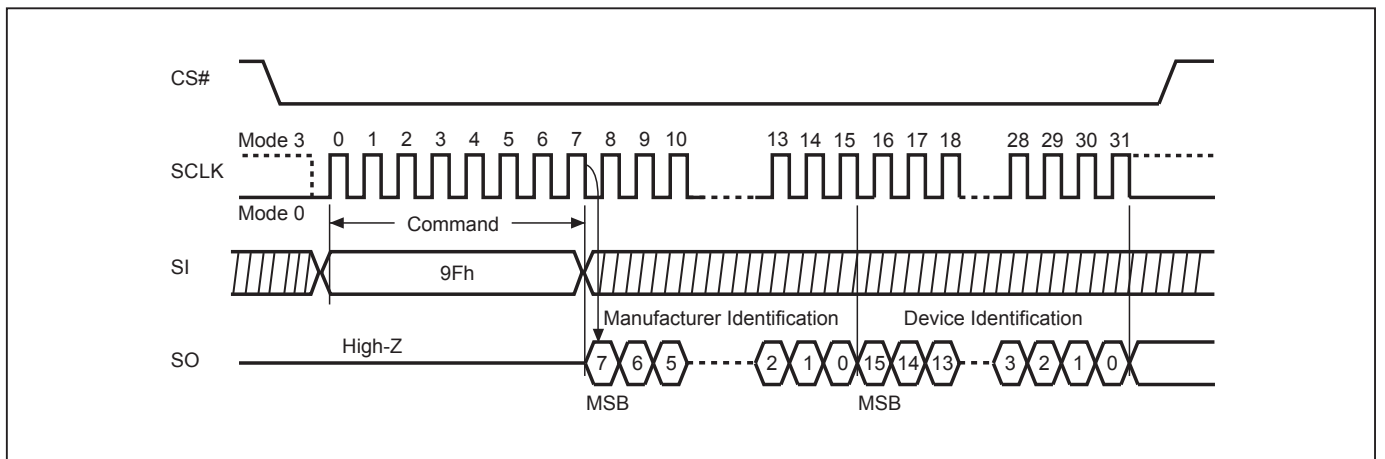 CS#
Mode 3 0 1 2 3 4 5 6 7 8 9 10 13 14 15 16 17 18 28 29 30 31
SCLK
Mode 0
Command
SI
9Fh
Manufacturer Identification Device Identification
High-Z
SO
7 6 5 2 1 0 15 14 13 3 2 1 0
MSB MSB